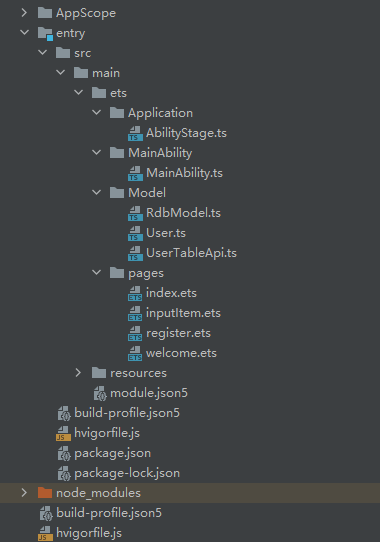 AppScope
entry
src
main
ets
Application
AbilityStage.ts
MainAbility
MainAbility.ts
Model
RdbModel.ts
User.ts
UserTableApi.ts
pages
index.ets
inputItem.ets
register.ets
welcome.ets
resources
module.json5
build-profile.json5
hvigorfile.js
package.json
package-lock.json
node_modules
build-profile.json5
hvigorfile.js